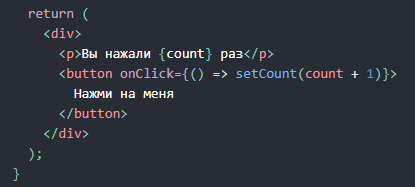 return (
<div>
<p>Вы нажали {count} раз</p>
<button onClick={() => setCount(count + 1)}>
Нажми на меня
</button>
</div>
);
}